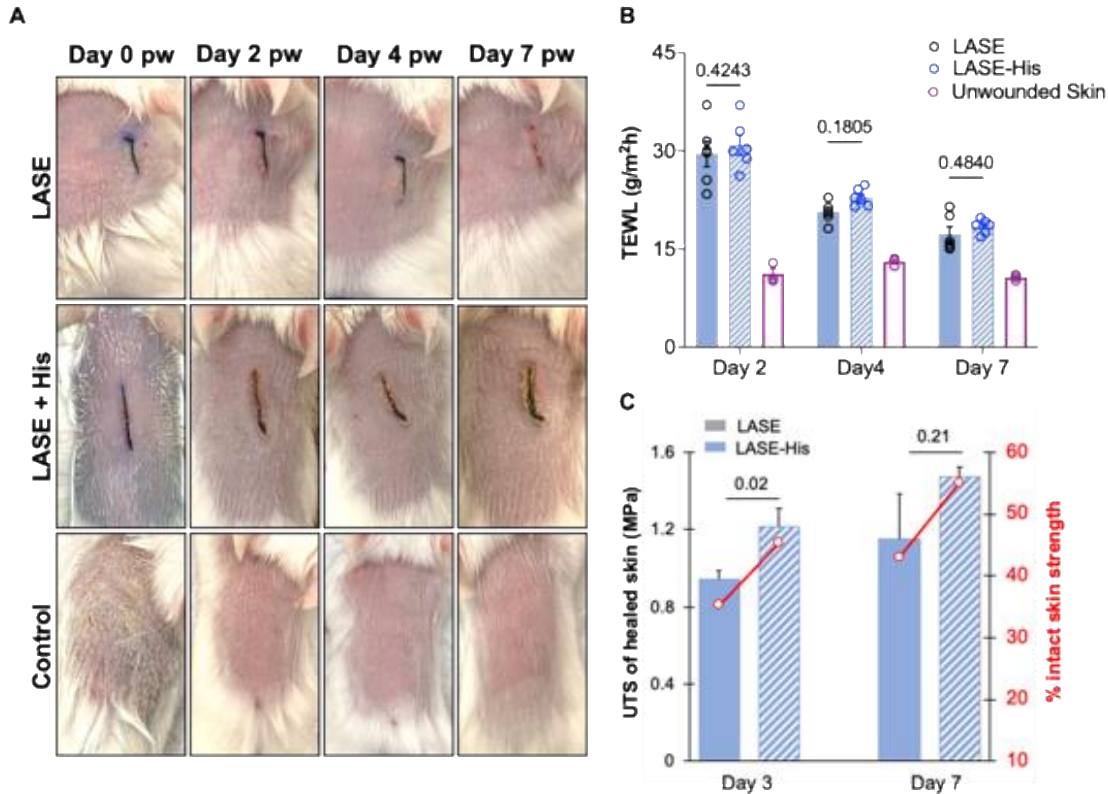 A
Day 0 pw
Day 2 pw
Day 4 pw
Day 7 pw
LASE
LASE + His
Control
B
45
30
15
0
TEWL (g/m²h)
0.4243
0.1805
0.4840
LASE
LASE-His
Unwounded Skin
Day 2
Day4
Day 7
C
LASE
LASE-His
1.6
1.2
0.8
0.4
0
UTS of healed skin (MPa)
0.02
0.21
60
50
40
30
20
10
% intact skin strength
Day 3
Day 7